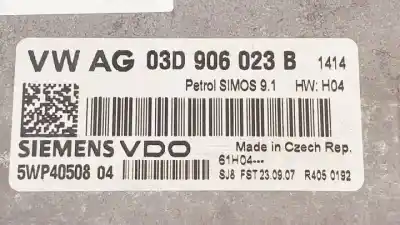 VW AG 03D 906 023 B 1414
Petrol SIMOS 9.1 HW: H04
SIEMENS VDO Made in Czech Rep.
61H04---
5WP40508 04 SJ8 FST 23.09.07 R405 0192